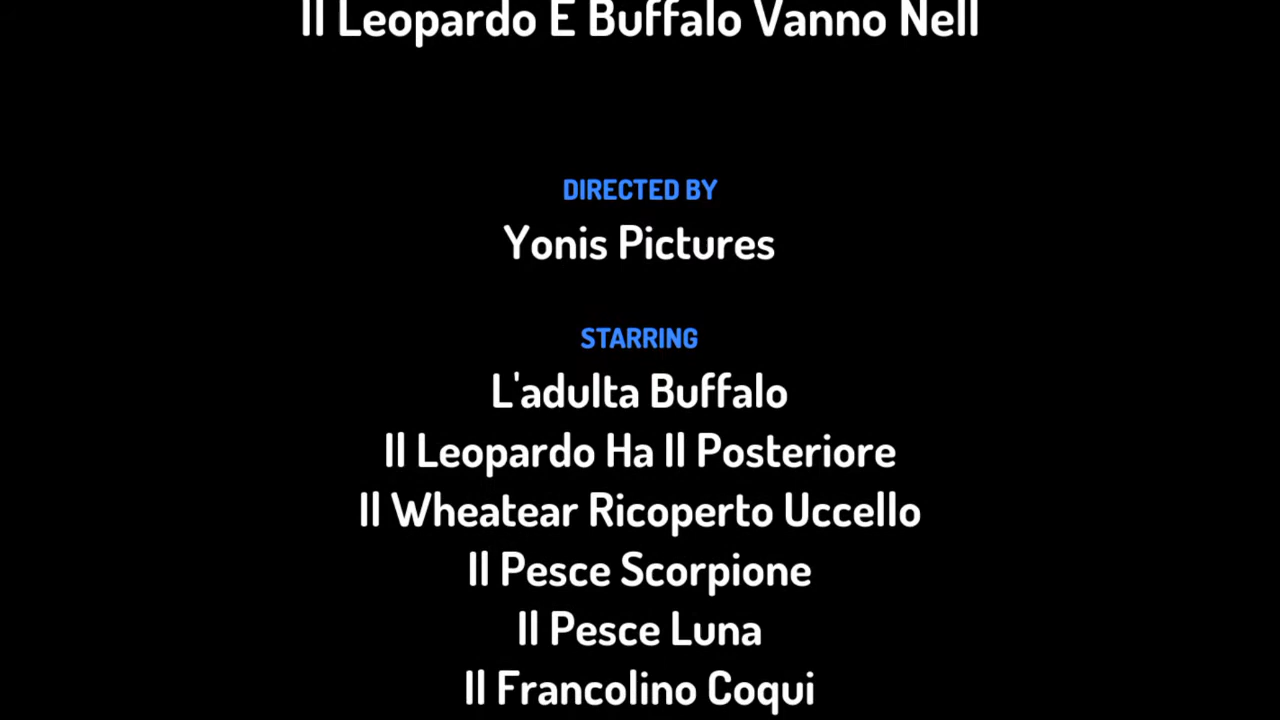 Il Leopardo E Buffalo Vanno Nell
DIRECTED BY
Yonis Pictures
STARRING
L'adulta Buffalo
Il Leopardo Ha Il Posteriore
Il Wheatear Ricoperto Uccello
Il Pesce Scorpione
Il Pesce Luna
Il Francolino Coqui